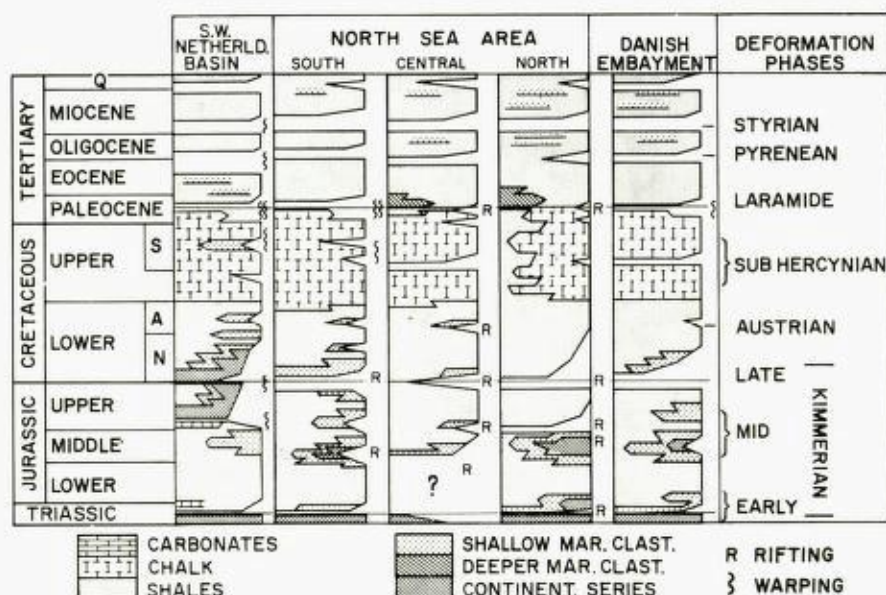 S.W. NETHERLD. BASIN
NORTH SEA AREA
SOUTH CENTRAL NORTH
DANISH EMBAYMENT
DEFORMATION PHASES
TERTIARY
Q
MIOCENE
OLIGOCENE
EOCENE
PALEOCENE
CRETACEOUS
UPPER
S
LOWER
A
N
JURASSIC
UPPER
MIDDLE
LOWER
TRIASSIC
R
R
R
R
R
R
R
R
R
R
R
?
STYRIAN
PYRENEAN
LARAMIDE
SUB HERCYNIAN
AUSTRIAN
LATE
MID
EARLY
KIMMERIAN
CARBONATES
CHALK
SHALES
SHALLOW MAR. CLAST.
DEEPER MAR. CLAST.
CONTINENT. SERIES
R RIFTING
WARPING